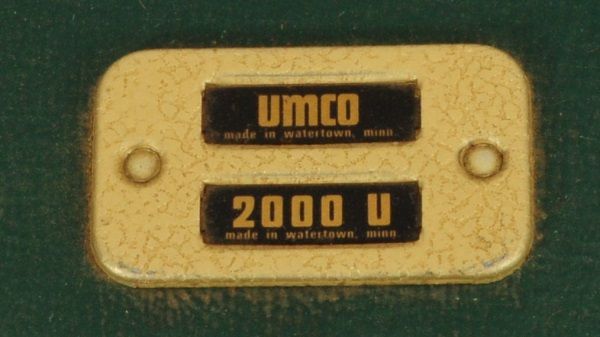 UMCO
made in watertown, minn.
2000 U
made in watertown, minn.